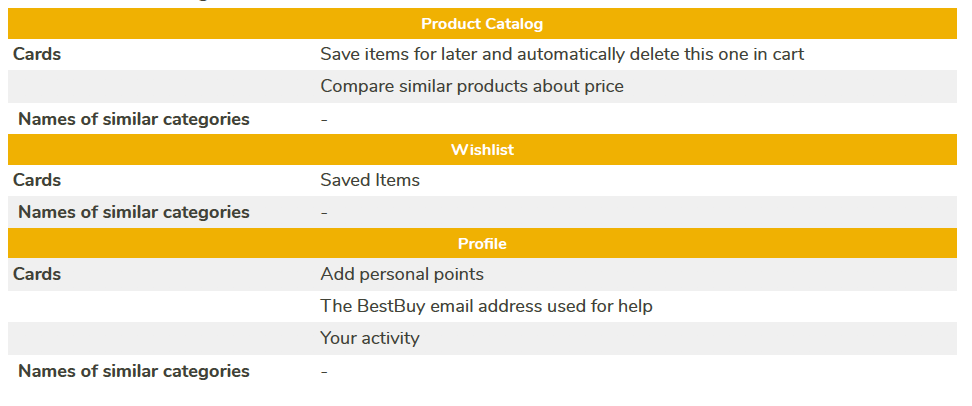 Product Catalog
Cards Save items for later and automatically delete this one in cart
Compare similar products about price
Names of similar categories -
Wishlist
Cards Saved Items
Names of similar categories -
Profile
Cards Add personal points
The BestBuy email address used for help
Your activity
Names of similar categories -